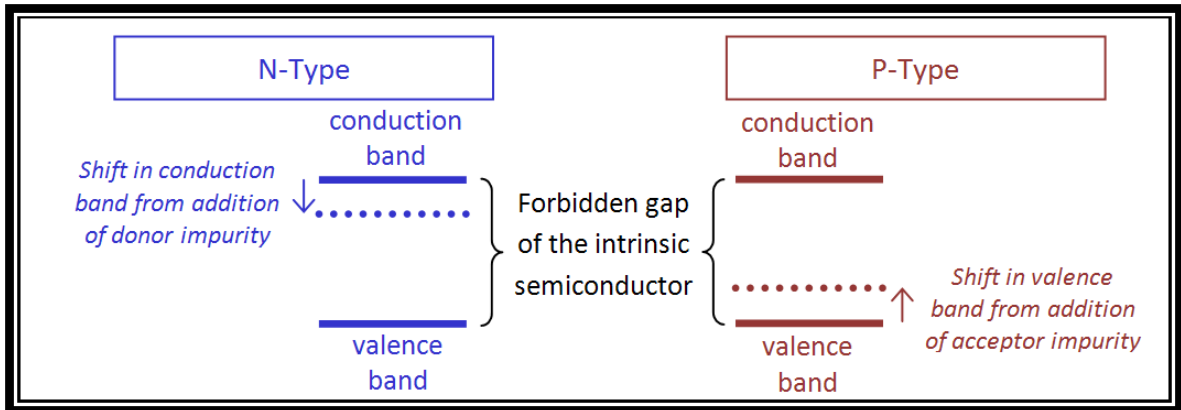 N-Type
conduction
band
Shift in conduction
band from addition
of donor impurity
valence
band
Forbidden gap
of the intrinsic
semiconductor
P-Type
conduction
band
Shift in valence
band from addition
of acceptor impurity
valence
band